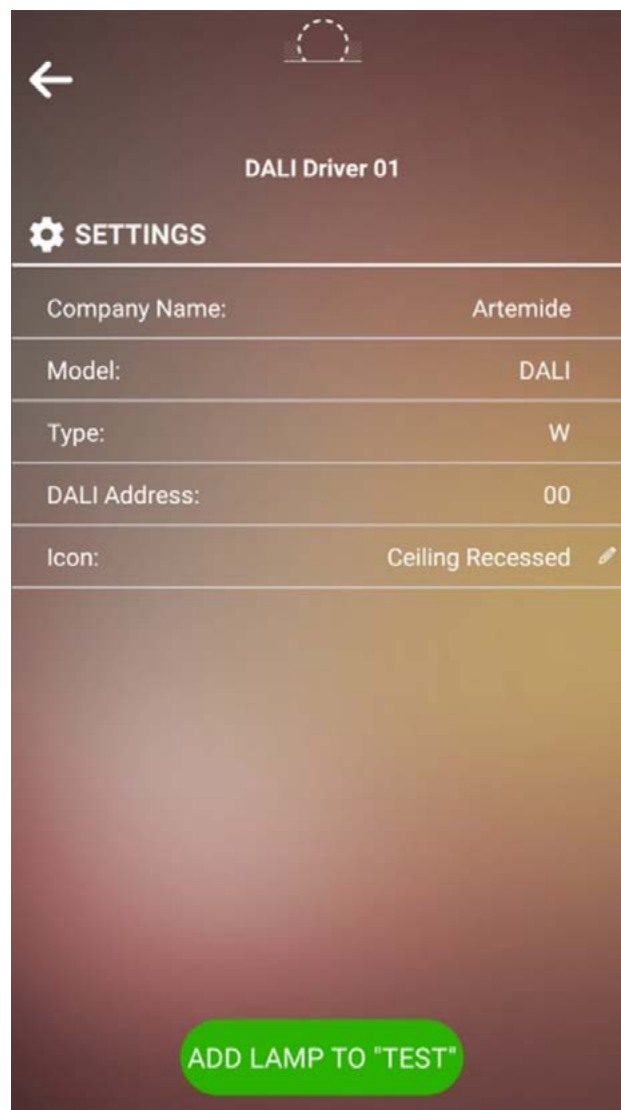 DALI Driver 01
SETTINGS
Company Name: Artemide
Model: DALI
Type: W
DALI Address: 00
Icon: Ceiling Recessed
ADD LAMP TO "TEST"